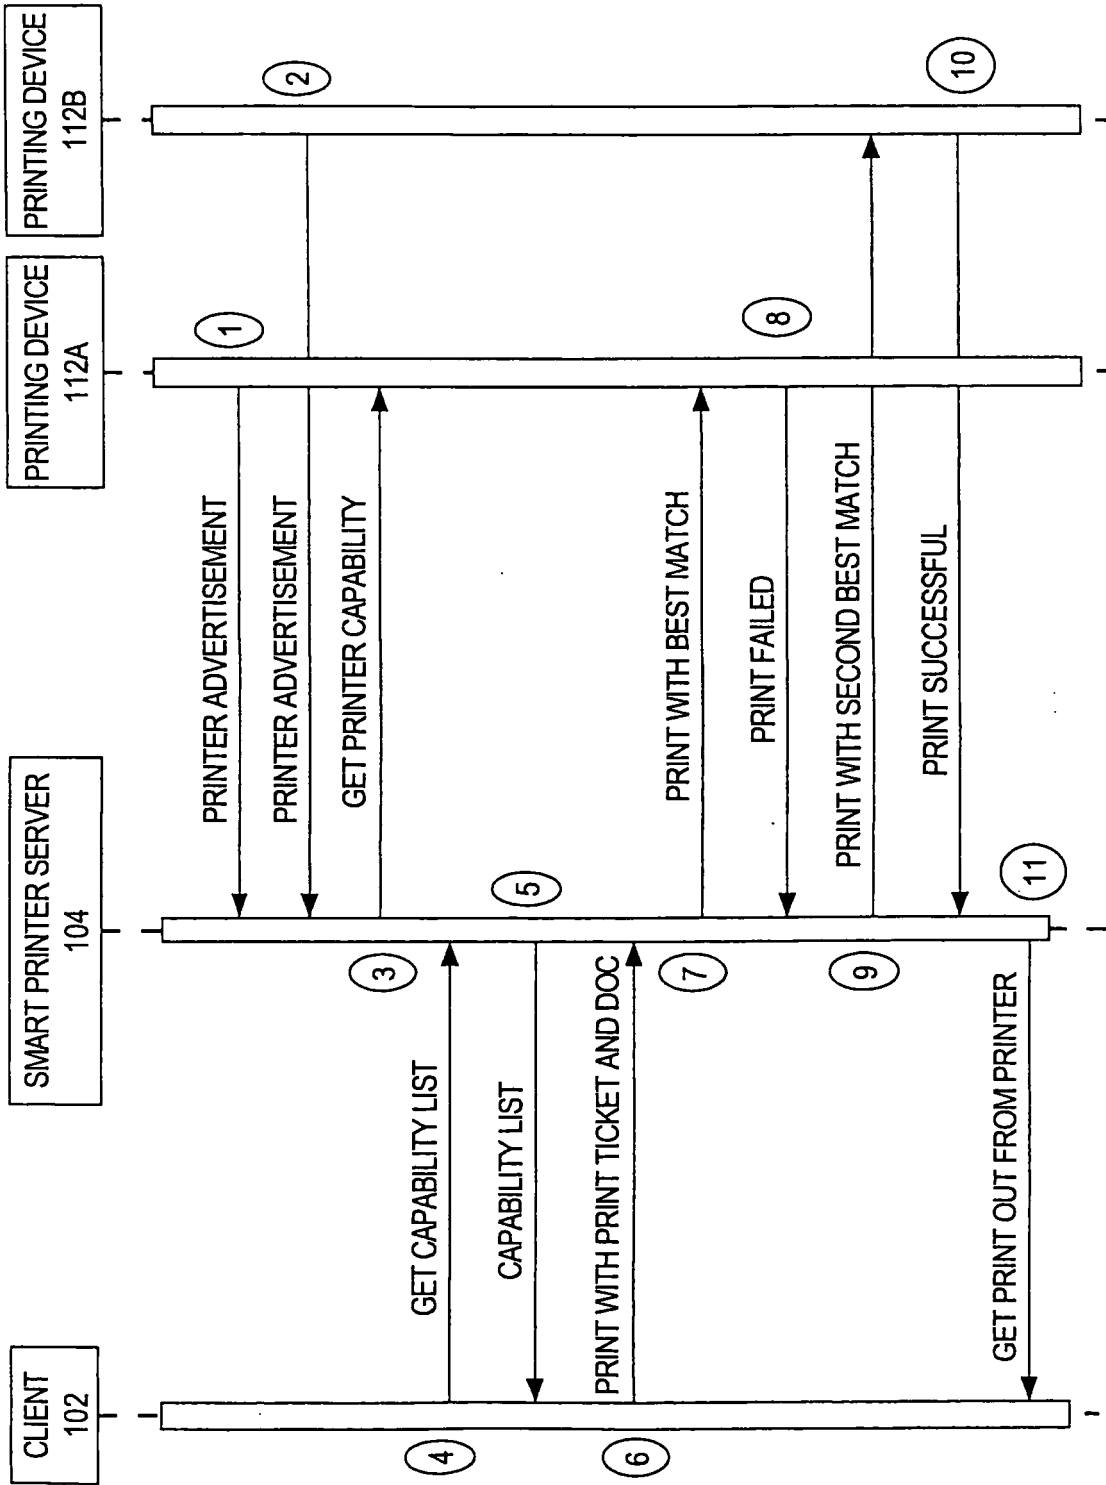 CLIENT
102
SMART PRINTER SERVER
104
PRINTING DEVICE
112A
PRINTING DEVICE
112B
1
PRINTER ADVERTISEMENT
2
PRINTER ADVERTISEMENT
3
GET PRINTER CAPABILITY
4
GET CAPABILITY LIST
5
CAPABILITY LIST
6
PRINT WITH PRINT TICKET AND DOC
7
PRINT WITH BEST MATCH
8
PRINT FAILED
9
PRINT WITH SECOND BEST MATCH
10
PRINT SUCCESSFUL
11
GET PRINT OUT FROM PRINTER